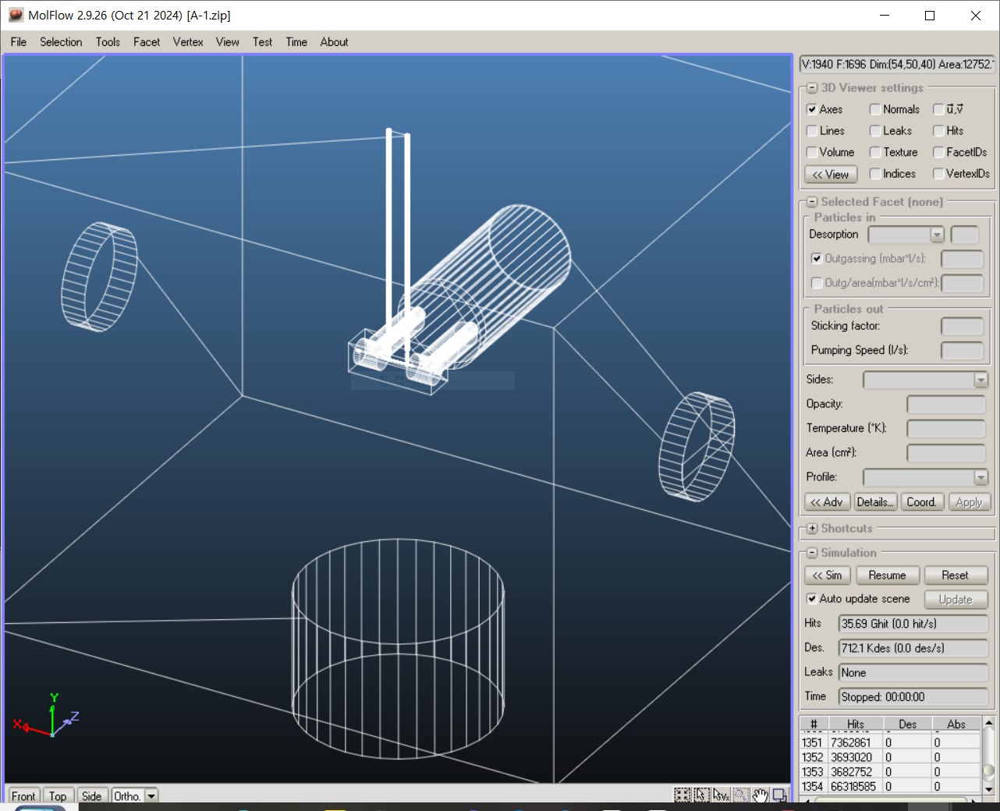 MolFlow 2.9.26 (Oct 21 2024) [A-1.zip]
File Selection Tools Facet Vertex View Test Time About
V:1940 F:1696 Dim:(54,50,40) Area:12752.
3D Viewer settings
Axes Normals u,v
Lines Leaks Hits
Volume Texture FacetIDs
<< View Indices VertexIDs
Selected Facet (none)
Particles in
Desorption
Outgassing (mbar*l/s):
Outg/area(mbar*l/s/cm²):
Particles out
Sticking factor:
Pumping Speed (l/s):
Sides:
Opacity:
Temperature (°K):
Area (cm²):
Profile:
<< Adv Details... Coord. Apply
Shortcuts
Simulation
<< Sim Resume Reset
Auto update scene Update
Hits 35.69 Ghit (0.0 hit/s)
Des. 712.1 Kdes (0.0 des/s)
Leaks None
Time Stopped: 00:00:00
# Hits Des Abs
1351 7362861 0 0
1352 3693020 0 0
1353 3682752 0 0
1354 66318585 0 0
Y
X Z
Front Top Side Ortho.